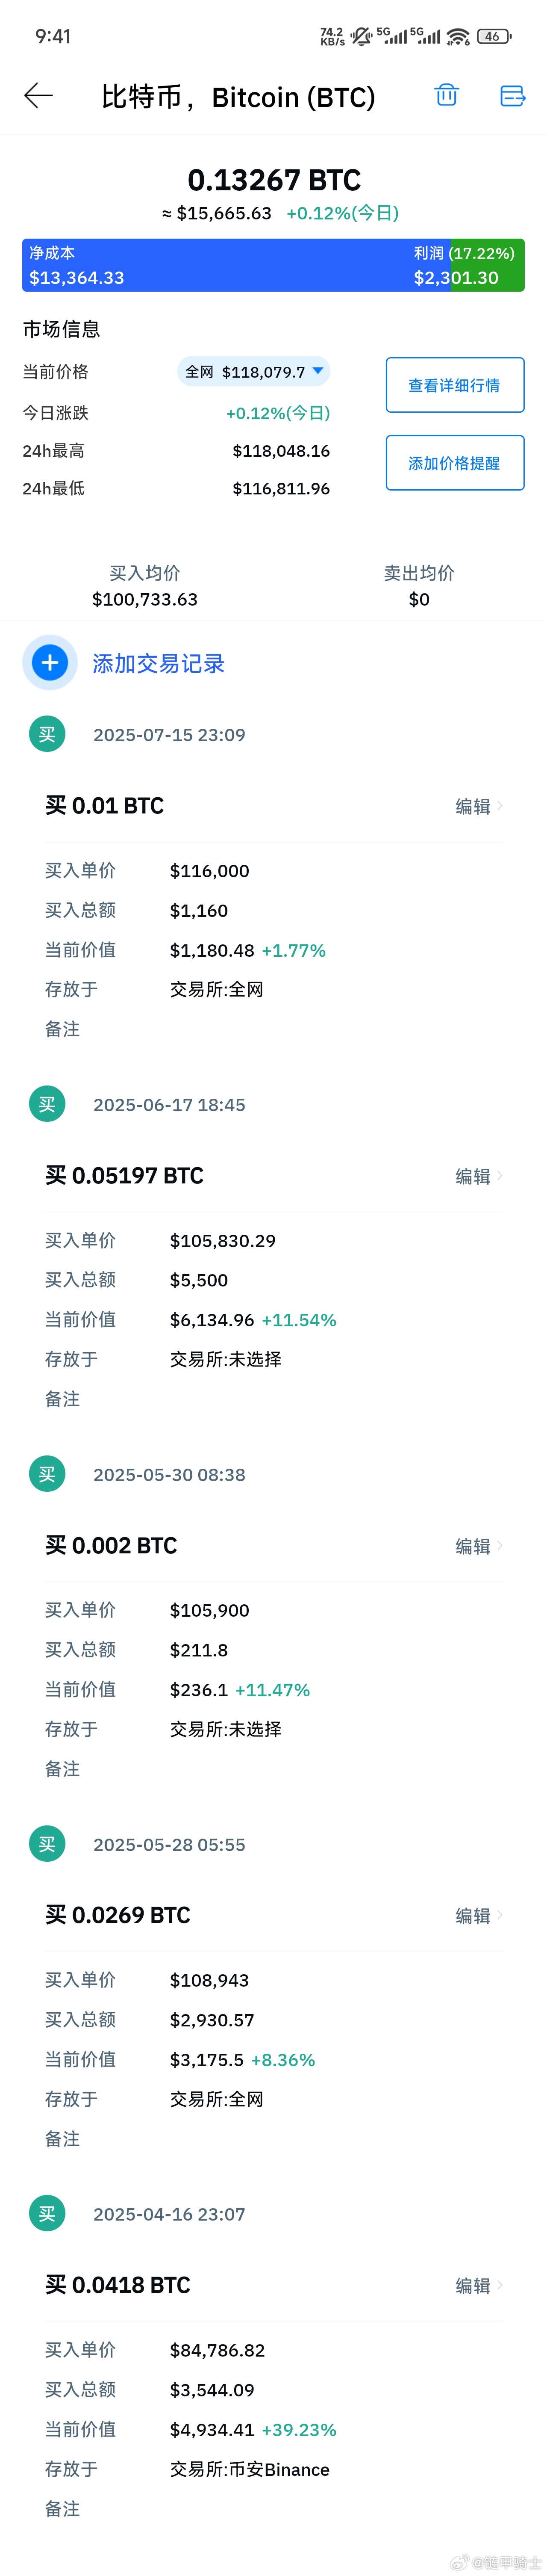 9:41
74.2 KB/s 5G 5G 6 46
比特币，Bitcoin (BTC)
0.13267 BTC
≈ $15,665.63 +0.12%(今日)
净成本 利润 (17.22%)
$13,364.33 $2,301.30
市场信息
当前价格 全网 $118,079.7 查看详细行情
今日涨跌 +0.12%(今日)
24h最高 $118,048.16 添加价格提醒
24h最低 $116,811.96
买入均价 卖出均价
$100,733.63 $0
添加交易记录
买 2025-07-15 23:09
买 0.01 BTC 编辑
买入单价 $116,000
买入总额 $1,160
当前价值 $1,180.48 +1.77%
存放于 交易所:全网
备注
买 2025-06-17 18:45
买 0.05197 BTC 编辑
买入单价 $105,830.29
买入总额 $5,500
当前价值 $6,134.96 +11.54%
存放于 交易所:未选择
备注
买 2025-05-30 08:38
买 0.002 BTC 编辑
买入单价 $105,900
买入总额 $211.8
当前价值 $236.1 +11.47%
存放于 交易所:未选择
备注
买 2025-05-28 05:55
买 0.0269 BTC 编辑
买入单价 $108,943
买入总额 $2,930.57
当前价值 $3,175.5 +8.36%
存放于 交易所:全网
备注
买 2025-04-16 23:07
买 0.0418 BTC 编辑
买入单价 $84,786.82
买入总额 $3,544.09
当前价值 $4,934.41 +39.23%
存放于 交易所:币安Binance
备注
@链甲骑士